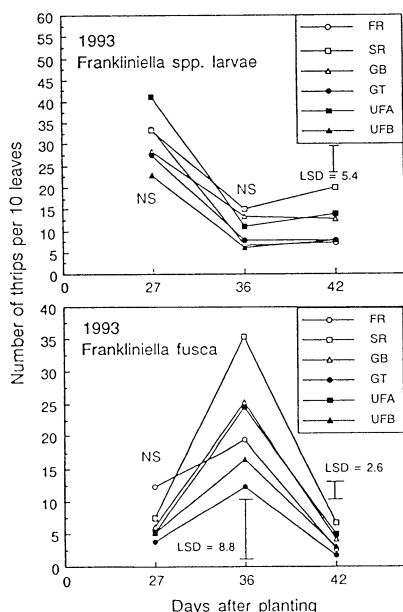 Number of thrips per 10 leaves
60
55
50
45
40
35
30
25
20
15
10
5
0
1993
Frankliniella spp. larvae
FR
SR
GB
GT
UFA
UFB
NS
NS
LSD = 5.4
0
27
36
42
40
35
30
25
20
15
10
5
0
1993
Frankliniella fusca
FR
SR
GB
GT
UFA
UFB
NS
LSD = 2.6
LSD = 8.8
0
27
36
42
Days after planting